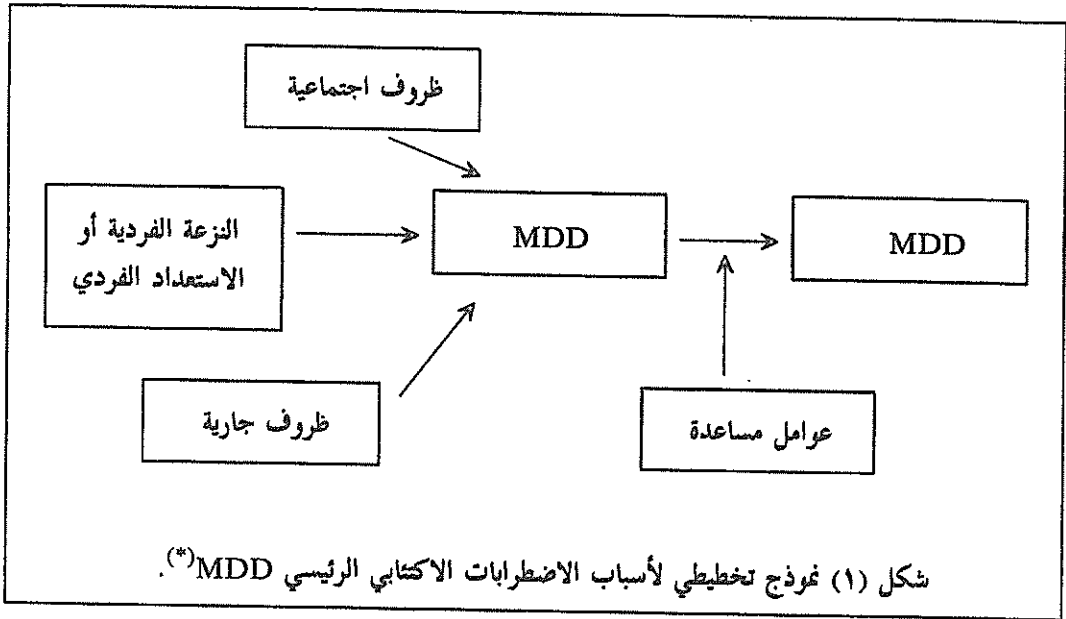 ظروف اجتماعية
النزعة الفردية أو
الاستعداد الفردي
MDD
MDD
ظروف جارية
عوامل مساعدة
شكل (١) نموذج تخطيطي لأسباب الاضطرابات الاكتئابي الرئيسي MDD(*).